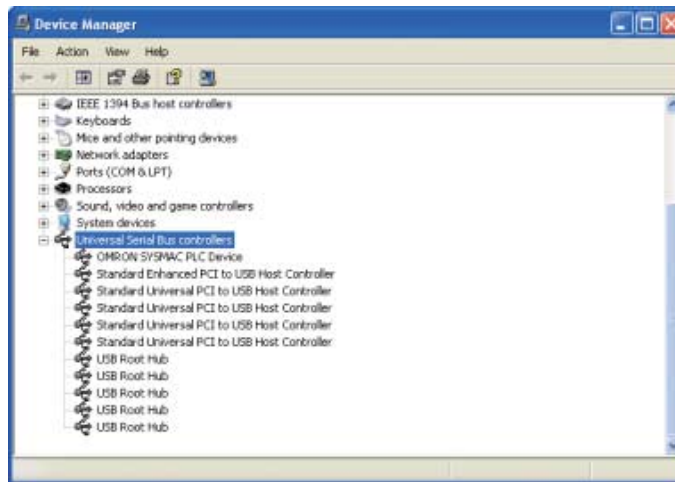 Device Manager
File Action View Help
IEEE 1394 Bus host controllers
Keyboards
Mice and other pointing devices
Network adapters
Ports (COM & LPT)
Processors
Sound, video and game controllers
System devices
Universal Serial Bus controllers
OMRON SYSMAC PLC Device
Standard Enhanced PCI to USB Host Controller
Standard Universal PCI to USB Host Controller
Standard Universal PCI to USB Host Controller
Standard Universal PCI to USB Host Controller
Standard Universal PCI to USB Host Controller
USB Root Hub
USB Root Hub
USB Root Hub
USB Root Hub
USB Root Hub